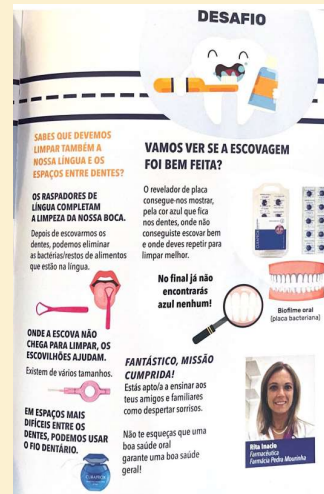 DESAFIO
SABES QUE DEVEMOS
LIMPAR TAMBÉM A
NOSSA LÍNGUA E OS
ESPAÇOS ENTRE DENTES?
OS RASPADORES DE
LÍNGUA COMPLETAM
A LIMPEZA DA NOSSA BOCA.
Depois de escovarmos os
dentes, podemos eliminar
as bactérias/restos de alimentos
que estão na língua.
ONDE A ESCOVA NÃO
CHEGA PARA LIMPAR, OS
ESCOVILHÕES AJUDAM.
Existem de vários tamanhos.
EM ESPAÇOS MAIS
DIFÍCEIS ENTRE OS
DENTES, PODEMOS USAR
O FIO DENTÁRIO.
VAMOS VER SE A ESCOVAGEM
FOI BEM FEITA?
O revelador de placa
consegue-nos mostrar,
pela cor azul que fica
nos dentes, onde não
conseguiste escovar bem
e onde deves repetir para
limpar melhor.
No final já não
encontrarás
azul nenhum!
Biofilme oral
(placa bacteriana)
FANTÁSTICO, MISSÃO
CUMPRIDA!
Estás apto/a a ensinar aos
teus amigos e familiares
como despertar sorrisos.
Não te esqueças que uma
boa saúde oral
garante uma boa saúde
geral!
Rita Inacio
Farmacêutica
Farmácia Pedra Mourinha